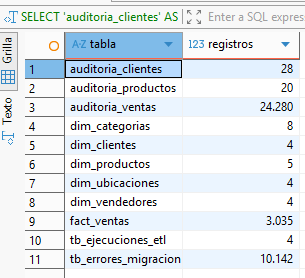 SELECT 'auditoria_clientes' AS
Enter a SQL expres
Grilla
Texto
A-Z tabla
123 registros
1 auditoria_clientes 28
2 auditoria_productos 20
3 auditoria_ventas 24.280
4 dim_categorias 8
5 dim_clientes 4
6 dim_productos 5
7 dim_ubicaciones 4
8 dim_vendedores 4
9 fact_ventas 3.035
10 tb_ejecuciones_etl 4
11 tb_errores_migracion 10.142